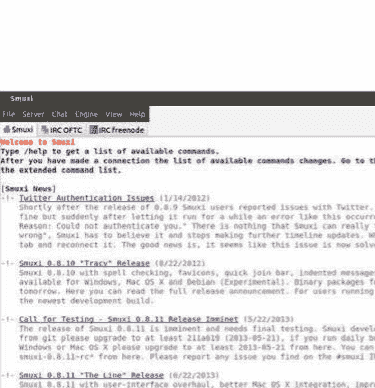 Smuxi
File Server Chat Engine View Help
Smuxi IRC OFTC IRC freenode
Welcome to Smuxi
Type /help to get a list of available commands.
After you have made a connection the list of available commands changes. Go to th
the extended command list.
[Smuxi News]
-!- Twitter Authentication Issues (1/14/2012)
Shortly after the release of 0.8.9 Smuxi users reported issues with Twitter.
fine but suddenly after letting it run for a while an error like this occurr
Reason: Could not authenticate you." There is nothing that Smuxi can really
wrong", Smuxi has to believe it and stops making further timeline updates. W
tab and reconnect it. The good news is, it seems like this issue is now solv
-!- Smuxi 0.8.10 "Tracy" Release (8/22/2012)
Smuxi 0.8.10 with spell checking, favicons, quick join bar, indented message
available for Windows, Mac OS X and Debian (Experimental). Binary packages f
tomorrow. Here you can read the full release announcement. For users running
the newest development build.
-!- Call for Testing - Smuxi 0.8.11 Release Imminet (5/22/2013)
The release of Smuxi 0.8.11 is imminent and needs final testing. Smuxi devel
from git please upgrade to at least 211a619 (2013-05-21), if you run daily b
Windows or Mac OS X please upgrade to at least 2013-05-21 from here. You can
smuxi-0.8.11-rc* from here. Please report any issue you find on the #smuxi I
-!- Smuxi 0.8.11 "The Line" Release (6/22/2013)
Smuxi 0.8.11 with user-interface overhaul, better Mac OS X integration, impr